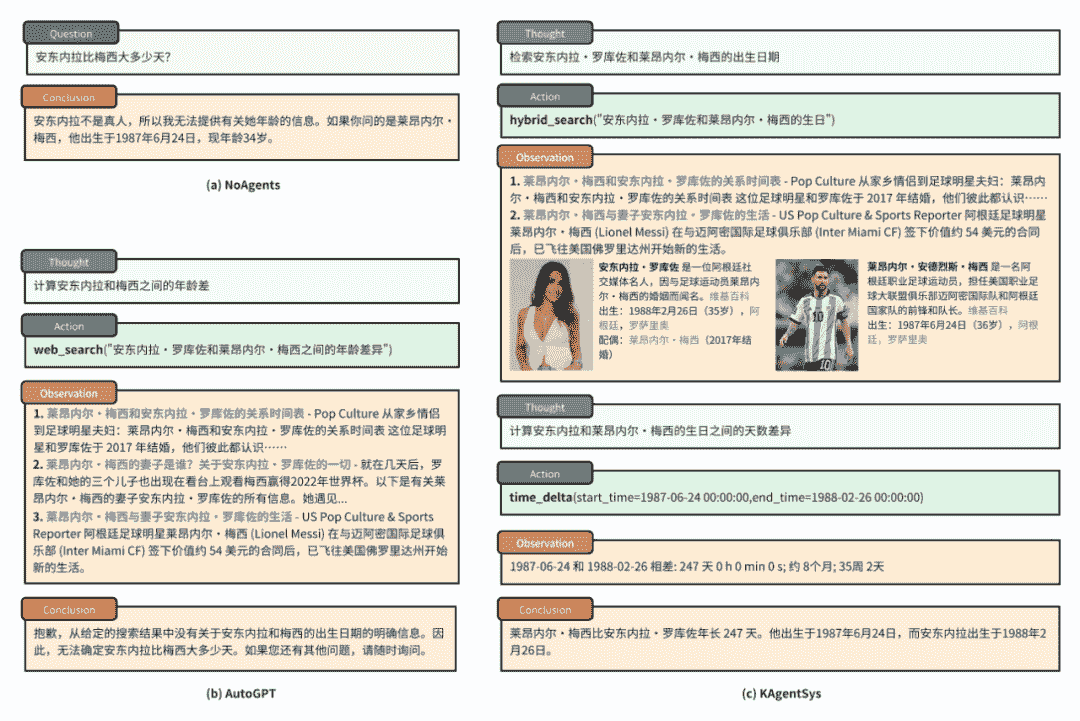 Question
安东内拉比梅西大多少天?
Conclusion
安东内拉不是真人，所以我无法提供有关她年龄的信息。如果你问的是莱昂内尔·
梅西，他出生于1987年6月24日，现年龄34岁。
(a) NoAgents
Thought
计算安东内拉和梅西之间的年龄差
Action
web_search("安东内拉·罗库佐和莱昂内尔·梅西之间的年龄差异")
Observation
1. 莱昂内尔·梅西和安东内拉·罗库佐的关系时间表 - Pop Culture 从家乡情侣
到足球明星夫妇：莱昂内尔·梅西和安东内拉·罗库佐的关系时间表 这位足球明
星和罗库佐于 2017 年结婚，他们彼此都认识……
2. 莱昂内尔·梅西的妻子是谁？关于安东内拉·罗库佐的一切 - 就在几天后，罗
库佐和她的三个儿子也出现在看台上观看梅西赢得2022年世界杯。以下是有关莱
昂内尔·梅西的妻子安东内拉·罗库佐的所有信息。她遇见...
3. 莱昂内尔·梅西与妻子安东内拉·罗库佐的生活 - US Pop Culture & Sports
Reporter 阿根廷足球明星莱昂内尔·梅西 (Lionel Messi) 在与迈阿密国际足球俱
乐部 (Inter Miami CF) 签下价值约 54 美元的合同后，已飞往美国佛罗里达州开始
新的生活。
Conclusion
抱歉，从给定的搜索结果中没有关于安东内拉和梅西的出生日期的明确信息。因
此，无法确定安东内拉比梅西大多少天。如果您还有其他问题，请随时询问。
(b) AutoGPT
Thought
检索安东内拉·罗库佐和莱昂内尔·梅西的出生日期
Action
hybrid_search("安东内拉·罗库佐和莱昂内尔·梅西的生日")
Observation
1. 莱昂内尔·梅西和安东内拉·罗库佐的关系时间表 - Pop Culture 从家乡情侣到足球明星夫妇：莱昂内
尔·梅西和安东内拉·罗库佐的关系时间表 这位足球明星和罗库佐于 2017 年结婚，他们彼此都认识……
2. 莱昂内尔·梅西与妻子安东内拉·罗库佐的生活 - US Pop Culture & Sports Reporter 阿根廷足球明星
莱昂内尔·梅西 (Lionel Messi) 在与迈阿密国际足球俱乐部 (Inter Miami CF) 签下价值约 54 美元的合同
后，已飞往美国佛罗里达州开始新的生活。
安东内拉·罗库佐 是一位阿根廷社
交媒体名人，因与足球运动员莱昂内
尔·梅西的婚姻而闻名。维基百科
出生：1988年2月26日（35岁），阿
根廷，罗萨里奥
配偶：莱昂内尔·梅西（2017年结
婚）
莱昂内尔·安德烈斯·梅西 是一名阿
根廷职业足球运动员，担任美国职业足
球大联盟俱乐部迈阿密国际队和阿根廷
国家队的前锋和队长。维基百科
出生：1987年6月24日（36岁），阿根
廷，罗萨里奥
10
10
Thought
计算安东内拉和莱昂内尔·梅西的生日之间的天数差异
Action
time_delta(start_time=1987-06-24 00:00:00,end_time=1988-02-26 00:00:00)
Observation
1987-06-24 和 1988-02-26 相差: 247 天 0 h 0 min 0 s; 约 8个月; 35周 2天
Conclusion
莱昂内尔·梅西比安东内拉·罗库佐年长 247 天。他出生于1987年6月24日，而安东内拉出生于1988年2
月26日。
(c) KAgentSys